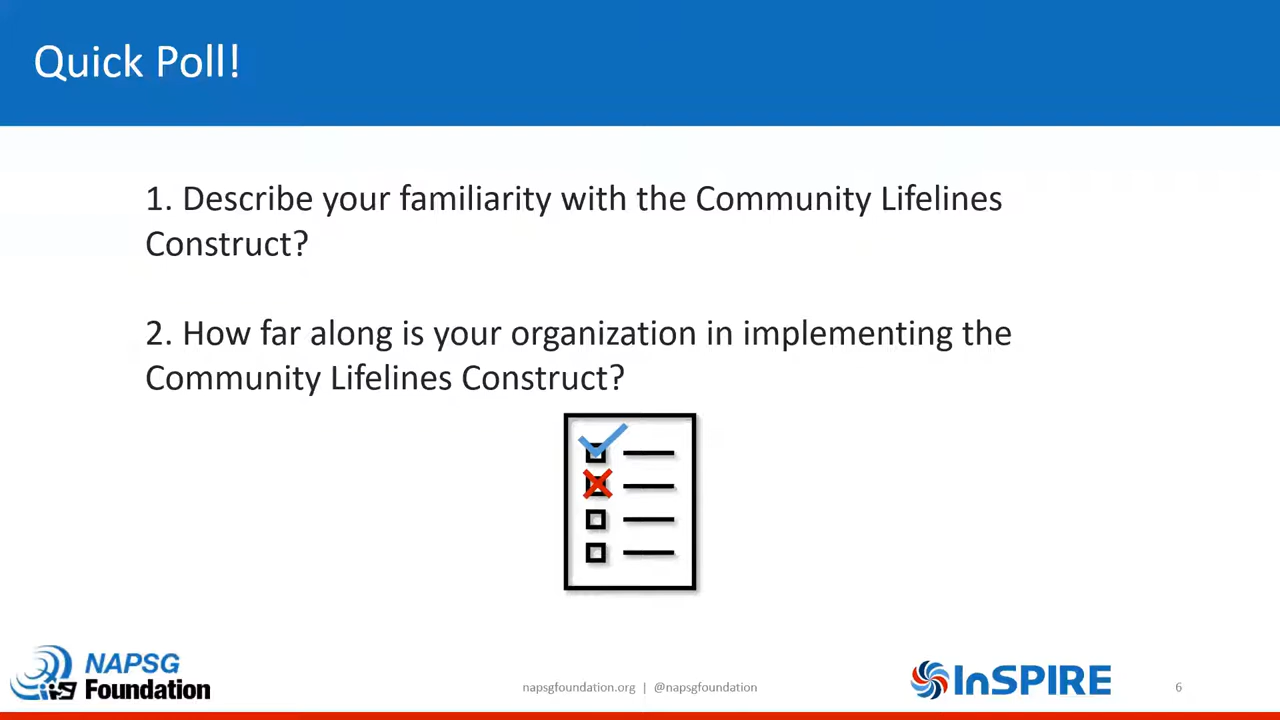 Quick Poll!
1. Describe your familiarity with the Community Lifelines
Construct?
2. How far along is your organization in implementing the
Community Lifelines Construct?
NAPSG
Foundation
napsgfoundation.org | @napsgfoundation
InSPIRE
6